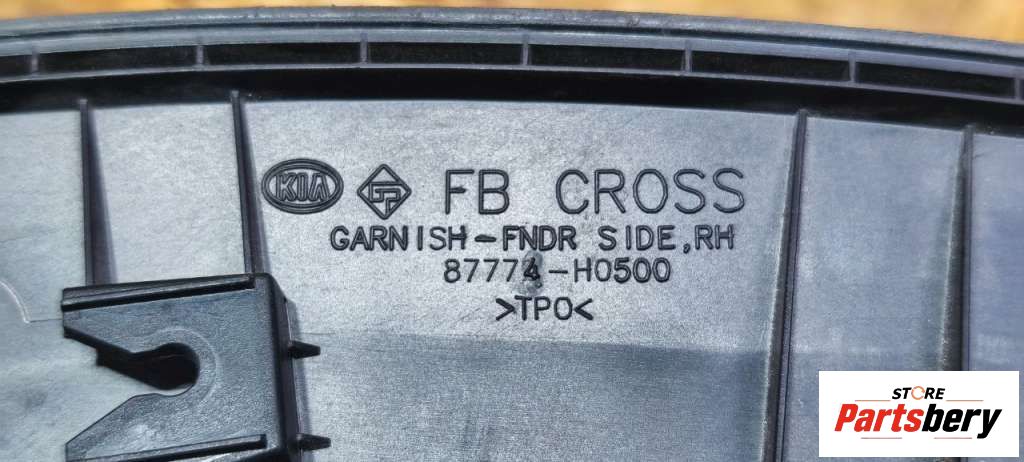 KIA FB CROSS
GARNISH-FNDR SIDE,RH
87774-H0500
>TPO<
STORE
Partsbery